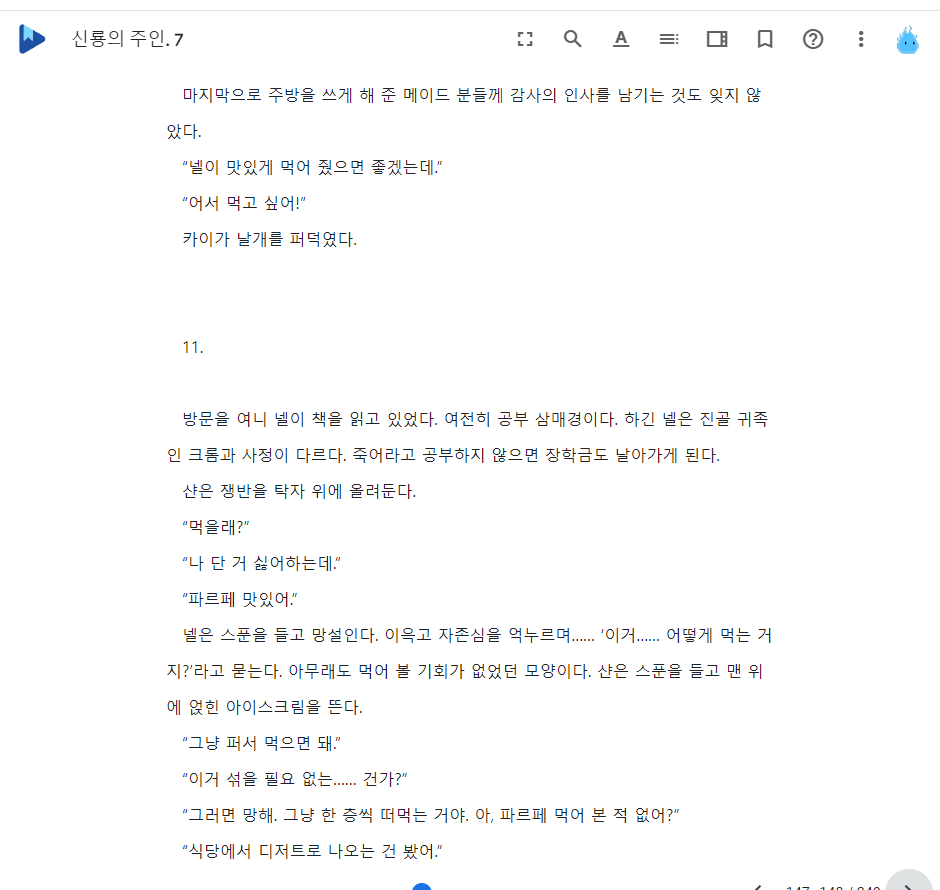 신룡의 주인. 7
마지막으로 주방을 쓰게 해 준 메이드 분들께 감사의 인사를 남기는 것도 잊지 않
았다.
“넬이 맛있게 먹어 줬으면 좋겠는데.”
“어서 먹고 싶어!”
카이가 날개를 퍼덕였다.
11.
방문을 여니 넬이 책을 읽고 있었다. 여전히 공부 삼매경이다. 하긴 넬은 진골 귀족
인 크롬과 사정이 다르다. 죽어라고 공부하지 않으면 장학금도 날아가게 된다.
샨은 쟁반을 탁자 위에 올려둔다.
“먹을래?”
“나 단 거 싫어하는데.”
“파르페 맛있어.”
넬은 스푼을 들고 망설인다. 이윽고 자존심을 억누르며…… ‘이거…… 어떻게 먹는 거
지?’라고 묻는다. 아무래도 먹어 볼 기회가 없었던 모양이다. 샨은 스푼을 들고 맨 위
에 얹힌 아이스크림을 뜬다.
“그냥 퍼서 먹으면 돼.”
“이거 섞을 필요 없는…… 건가?”
“그러면 망해. 그냥 한 층씩 떠먹는 거야. 아, 파르페 먹어 본 적 없어?”
“식당에서 디저트로 나오는 건 봤어.”